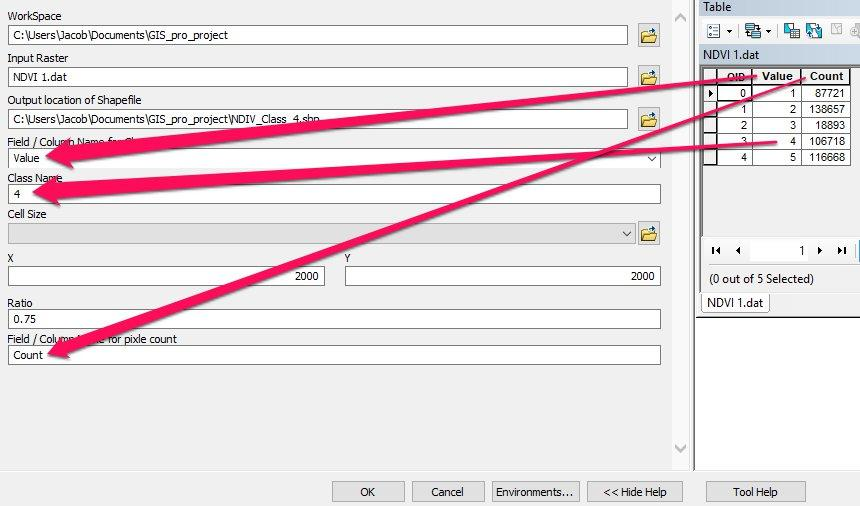 WorkSpace
C:\Users\Jacob\Documents\GIS_pro_project
Input Raster
NDVI 1.dat
Output location of Shapefile
C:\Users\Jacob\Documents\GIS_pro_project\NDIV_Class_4.shp
Field / Column Name for
Value
Class Name
4
Cell Size
X Y
2000 2000
Ratio
0.75
Field / Column for pixle count
Count
OK Cancel Environments... << Hide Help Tool Help
Table
NDVI 1.dat
OID Value Count
0 1 87721
1 2 138657
2 3 18893
3 4 106718
4 5 116668
1
(0 out of 5 Selected)
NDVI 1.dat